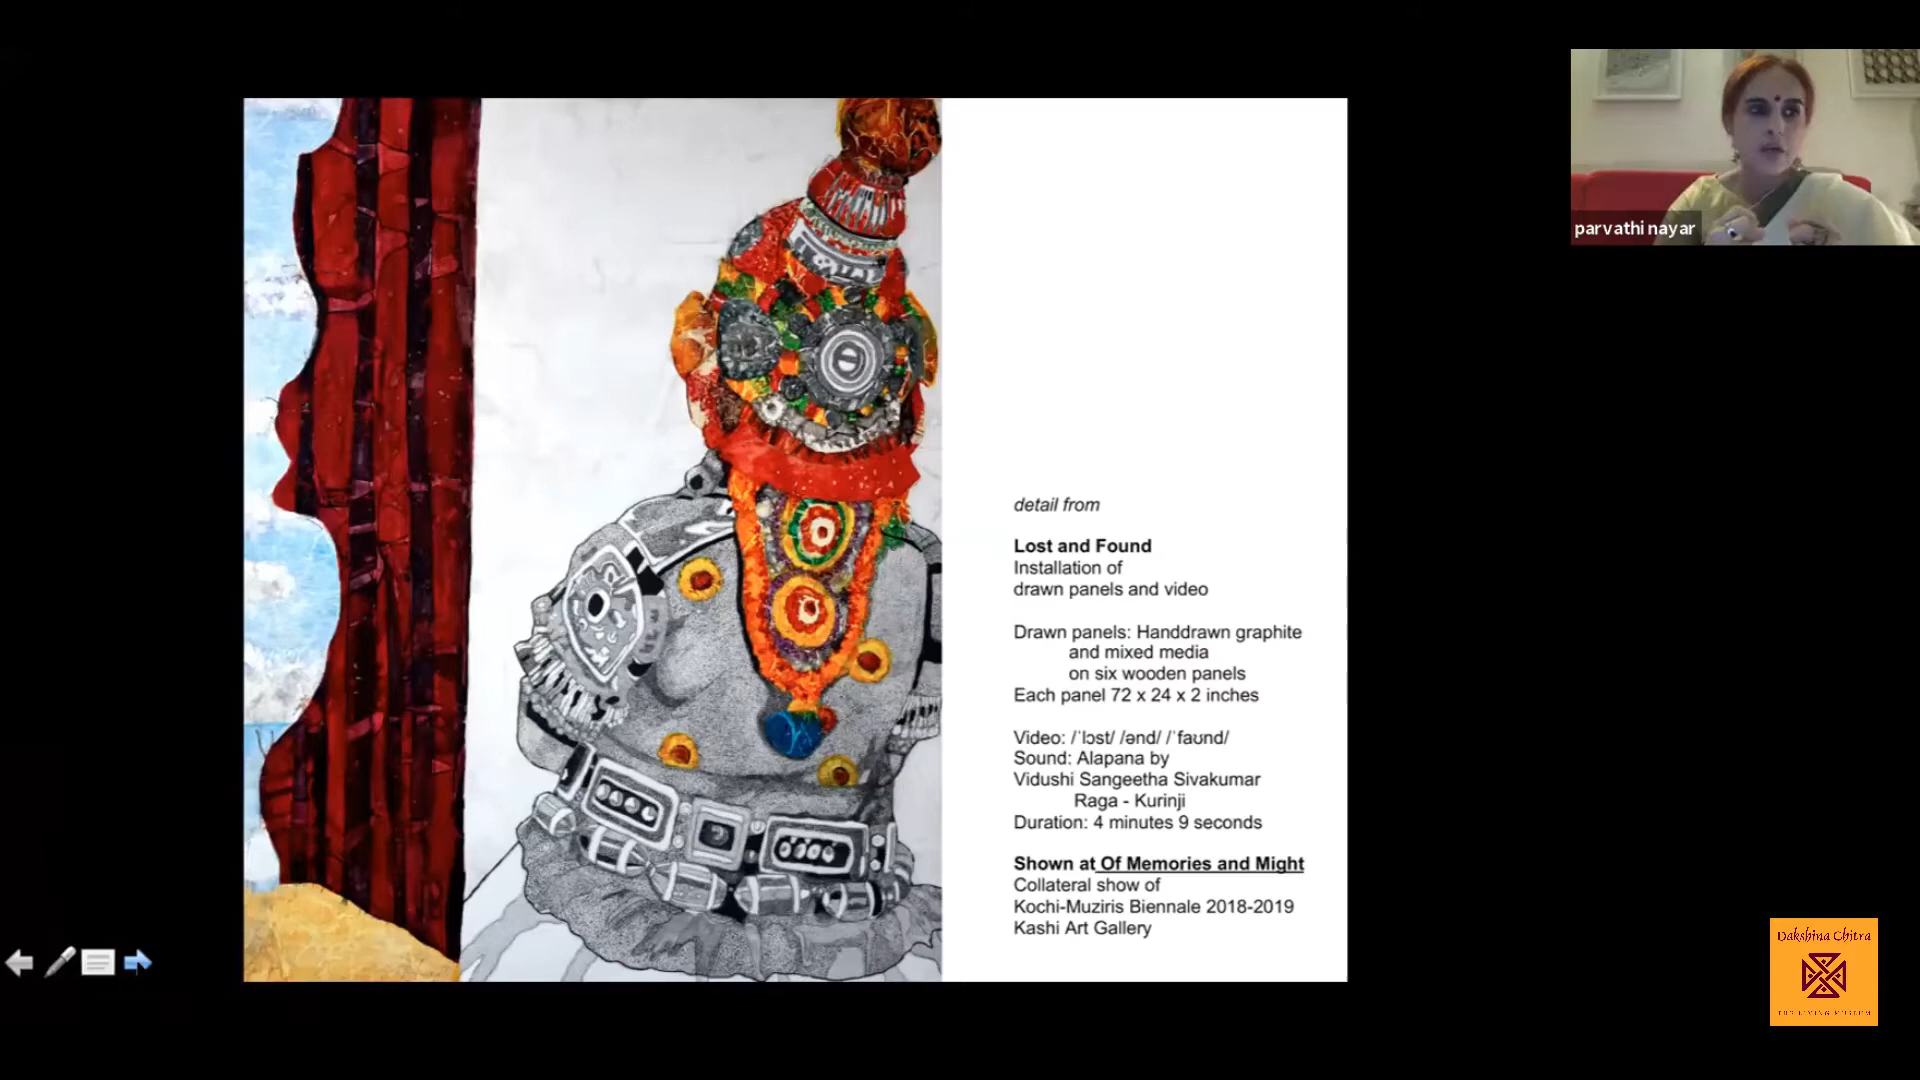 parvathi nayar
detail from
Lost and Found
Installation of
drawn panels and video
Drawn panels: Handdrawn graphite
and mixed media
on six wooden panels
Each panel 72 x 24 x 2 inches
Video: /ˈlɔst/ /ənd/ /ˈfaʊnd/
Sound: Alapana by
Vidushi Sangeetha Sivakumar
Raga - Kurinji
Duration: 4 minutes 9 seconds
Shown at Of Memories and Might
Collateral show of
Kochi-Muziris Biennale 2018-2019
Kashi Art Gallery
Dakshina Chitra
THE LIVING MUSEUM